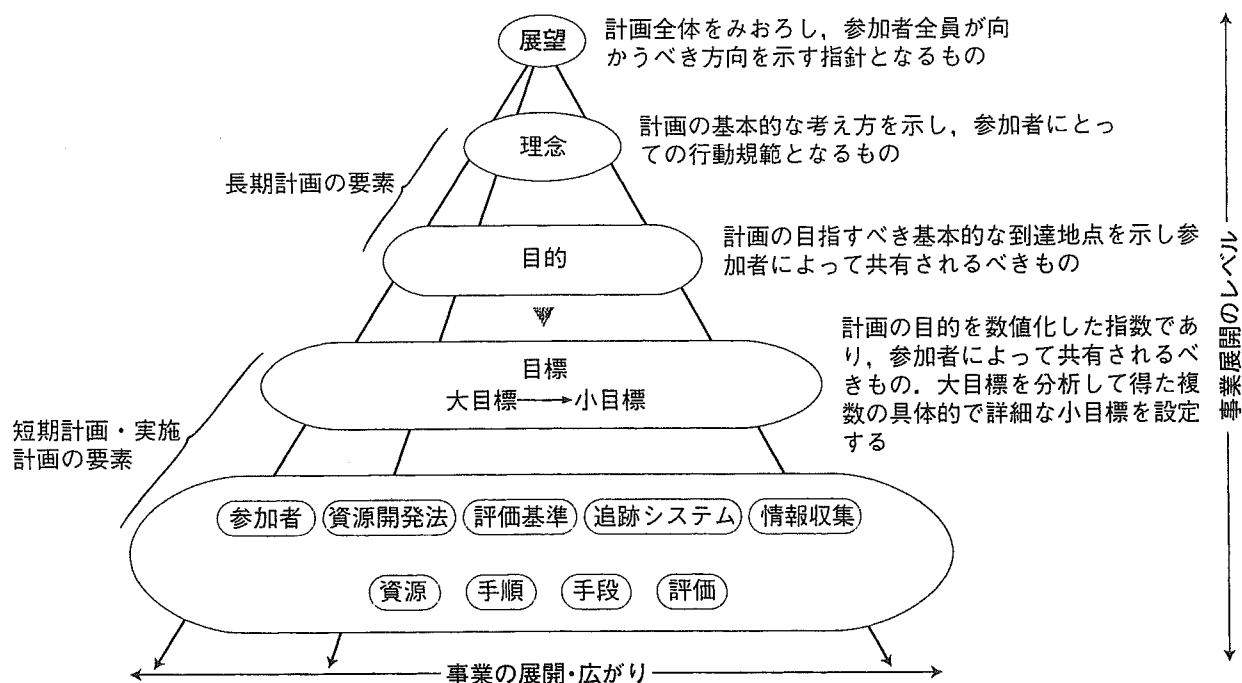 展望
計画全体をみおろし，参加者全員が向
かうべき方向を示す指針となるもの
理念
計画の基本的な考え方を示し，参加者にとっ
ての行動規範となるもの
長期計画の要素
目的
計画の目指すべき基本的な到達地点を示し参
加者によって共有されるべきもの
目標
大目標→小目標
計画の目的を数値化した指数であ
り，参加者によって共有されるべ
きもの．大目標を分析して得た複
数の具体的で詳細な小目標を設定
する
短期計画・実施
計画の要素
参加者 資源開発法 評価基準 追跡システム 情報収集
資源 手順 手段 評価
事業の展開・広がり
事業展開のレベル